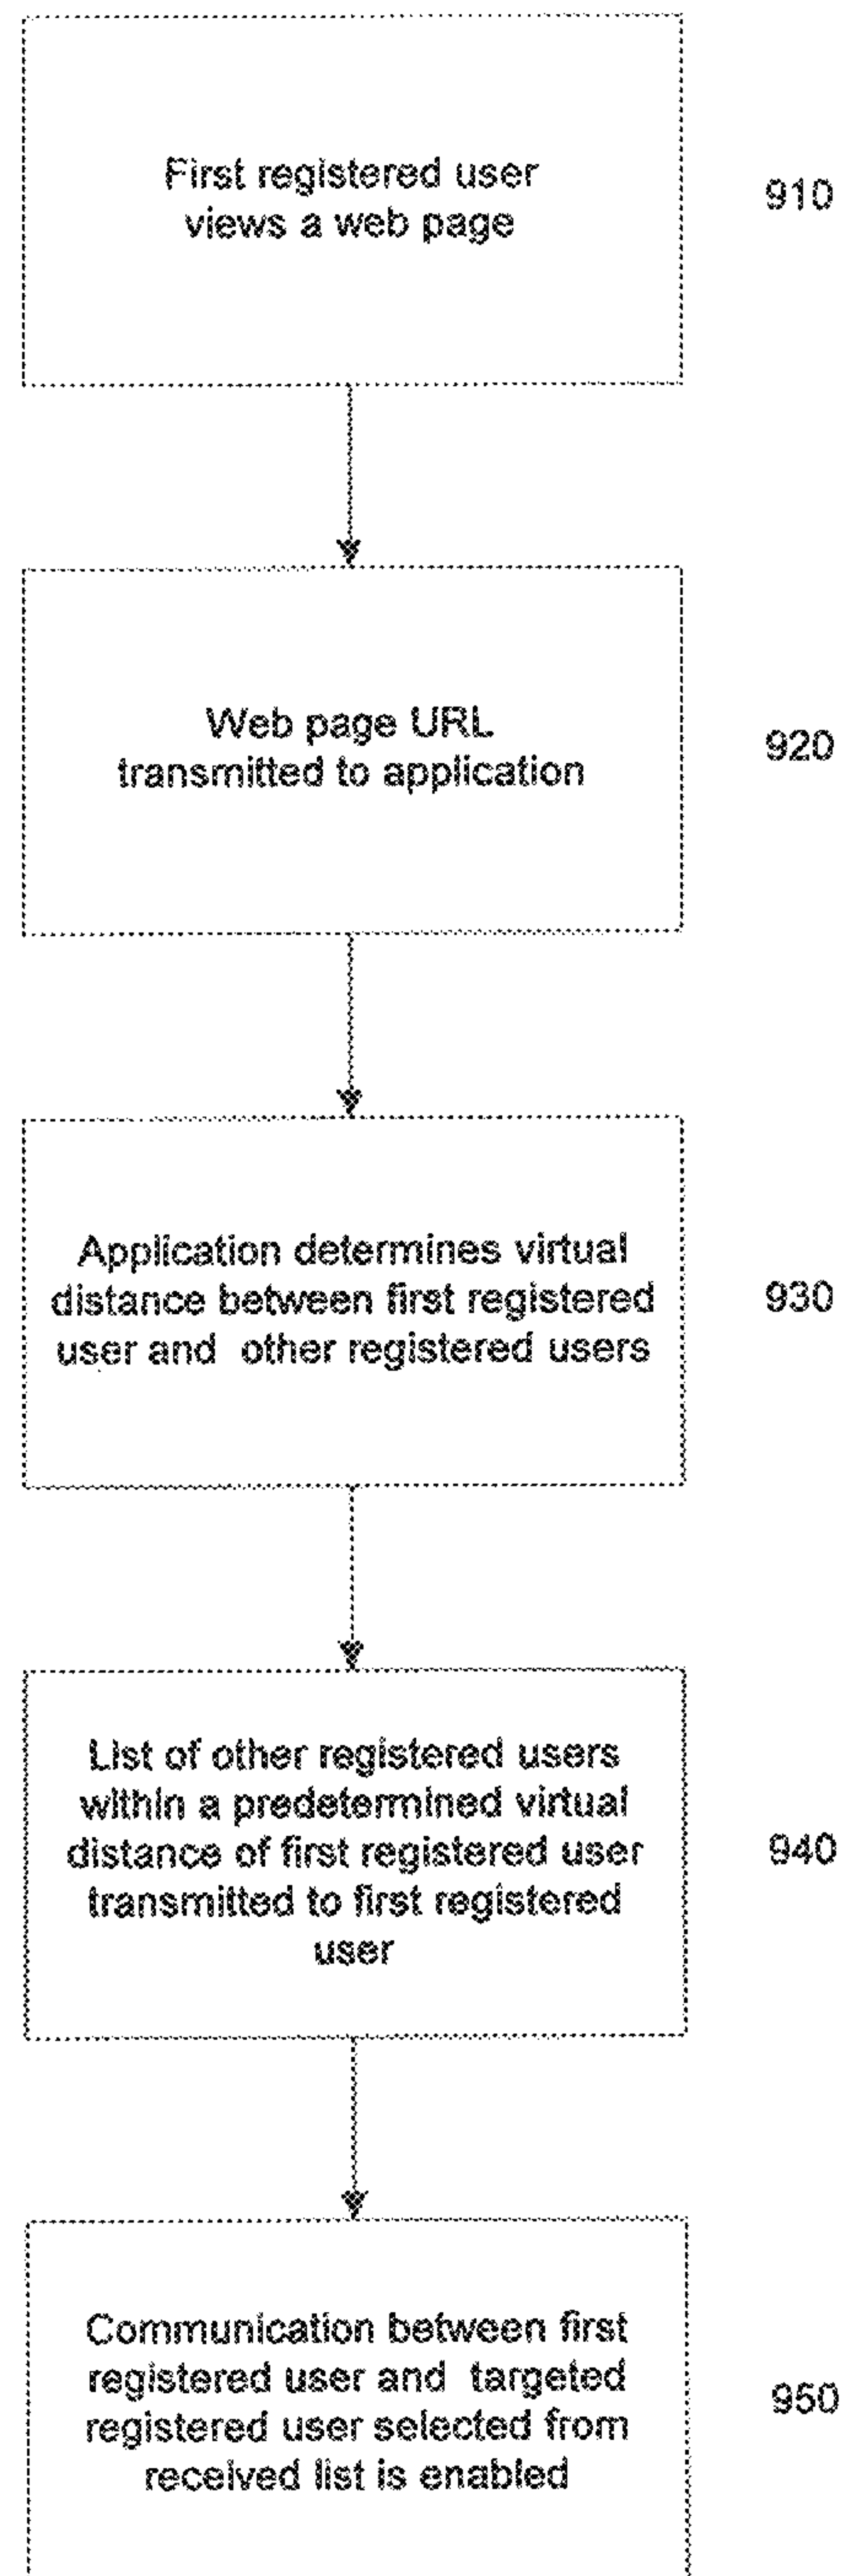 First registered user
views a web page
910
Web page URL
transmitted to application
920
Application determines virtual
distance between first registered
user and other registered users
930
List of other registered users
within a predetermined virtual
distance of first registered user
transmitted to first registered
user
940
Communication between first
registered user and targeted
registered user selected from
received list is enabled
950